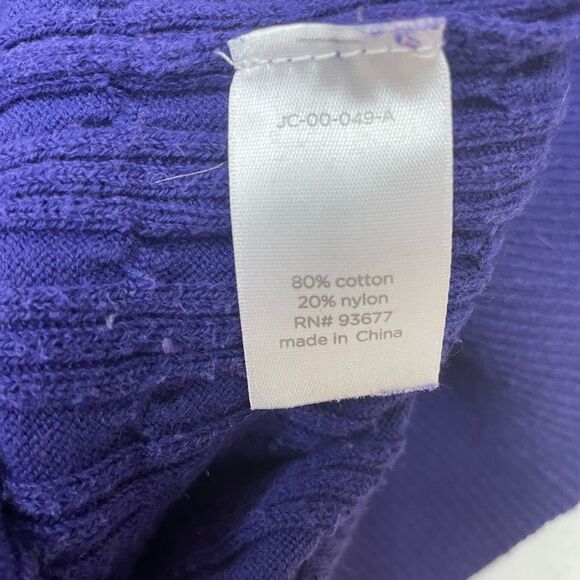 JC-00-049-A
80% cotton
20% nylon
RN# 93677
made in China